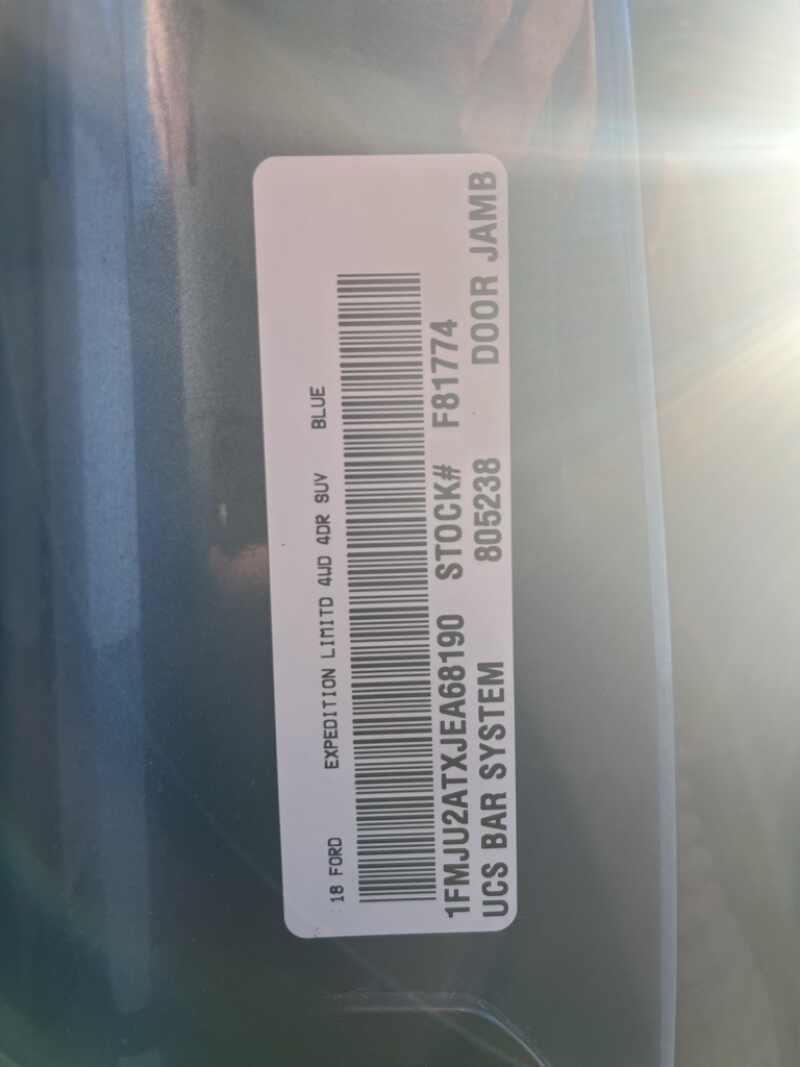 18 FORD EXPEDITION LIMITD 4WD 4DR SUV BLUE
1FMJU2ATXJEA68190 STOCK# F81774
UCS BAR SYSTEM 805238 DOOR JAMB